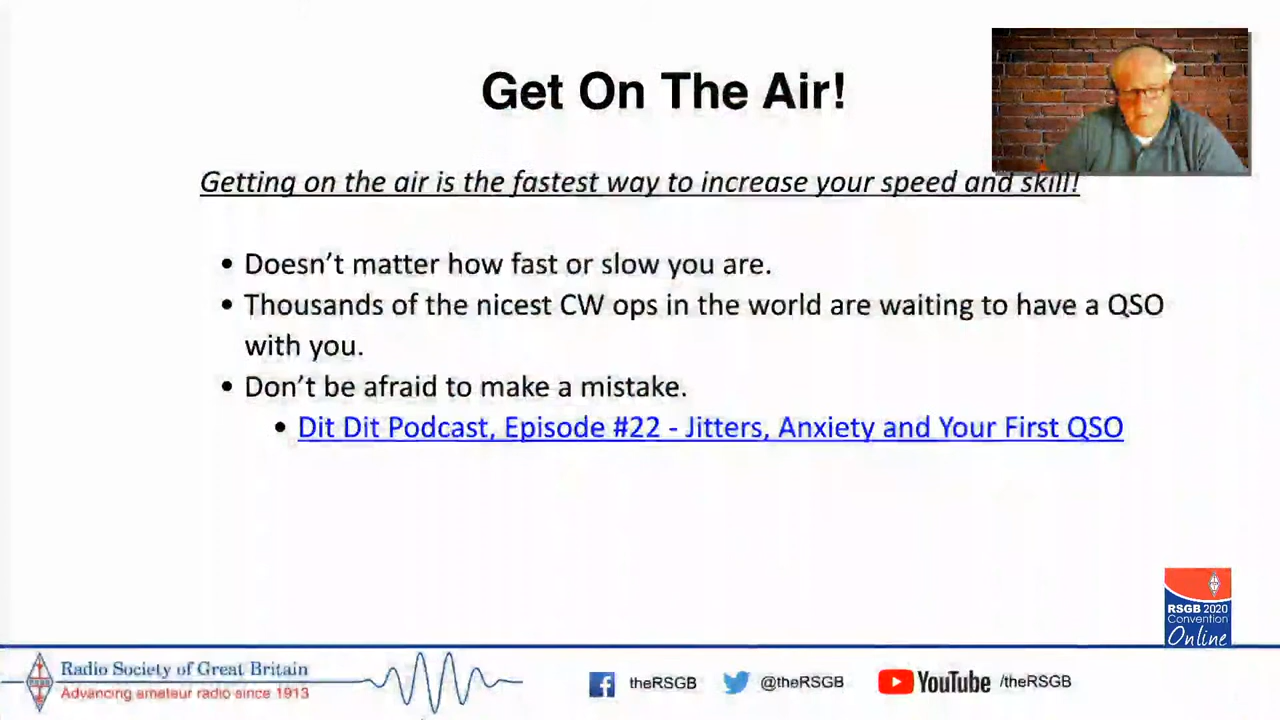 Get On The Air!
Getting on the air is the fastest way to increase your speed and skill!
• Doesn't matter how fast or slow you are.
• Thousands of the nicest CW ops in the world are waiting to have a QSO
with you.
• Don't be afraid to make a mistake.
• Dit Dit Podcast, Episode #22 - Jitters, Anxiety and Your First QSO
RSGB 2020
Convention
Online
Radio Society of Great Britain
Advancing amateur radio since 1913
theRSGB
@theRSGB
YouTube /theRSGB